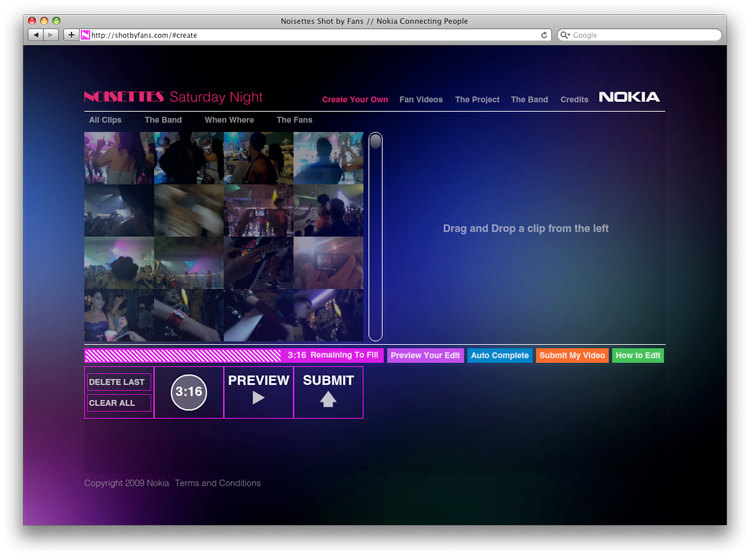 Noisettes Shot by Fans // Nokia Connecting People
http://shotbyfans.com/#create
Google
NOISETTES Saturday Night
Create Your Own Fan Videos The Project The Band Credits NOKIA
All Clips The Band When Where The Fans
Drag and Drop a clip from the left
3:16 Remaining To Fill Preview Your Edit Auto Complete Submit My Video How to Edit
DELETE LAST
CLEAR ALL
3:16
PREVIEW
SUBMIT
Copyright 2009 Nokia Terms and Conditions